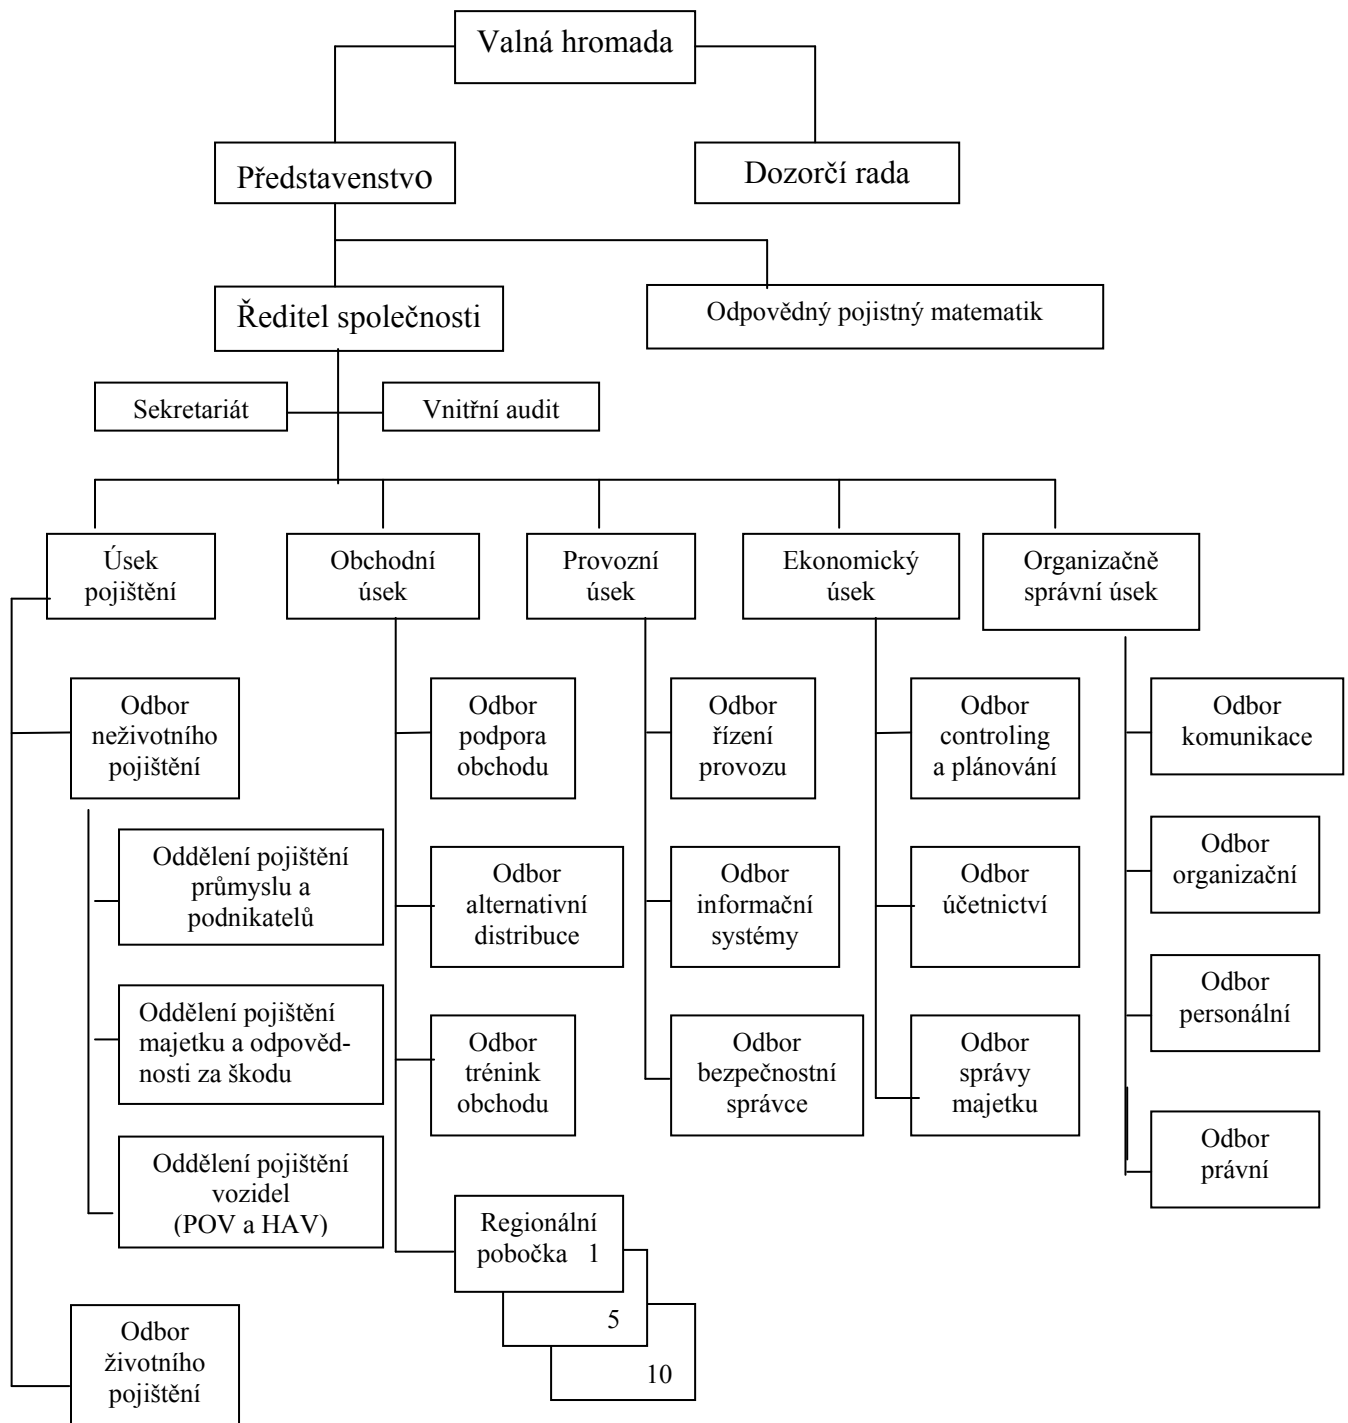 Valná hromada
Představenstvo
Dozorčí rada
Ředitel společnosti
Odpovědný pojistný matematik
Sekretariát
Vnitřní audit
Úsek
pojištění
Obchodní
úsek
Provozní
úsek
Ekonomický
úsek
Organizačně
správní úsek
Odbor
neživotního
pojištění
Odbor
podpora
obchodu
Odbor
řízení
provozu
Odbor
controling
a plánování
Odbor
komunikace
Oddělení pojištění
průmyslu a
podnikatelů
Odbor
alternativní
distribuce
Odbor
informační
systémy
Odbor
účetnictví
Odbor
organizační
Oddělení pojištění
majetku a odpověd-
nosti za škodu
Odbor
trénink
obchodu
Odbor
bezpečnostní
správce
Odbor
správy
majetku
Odbor
personální
Oddělení pojištění
vozidel
(POV a HAV)
Odbor
právní
Regionální
pobočka 1
5
10
Odbor
životního
pojištění